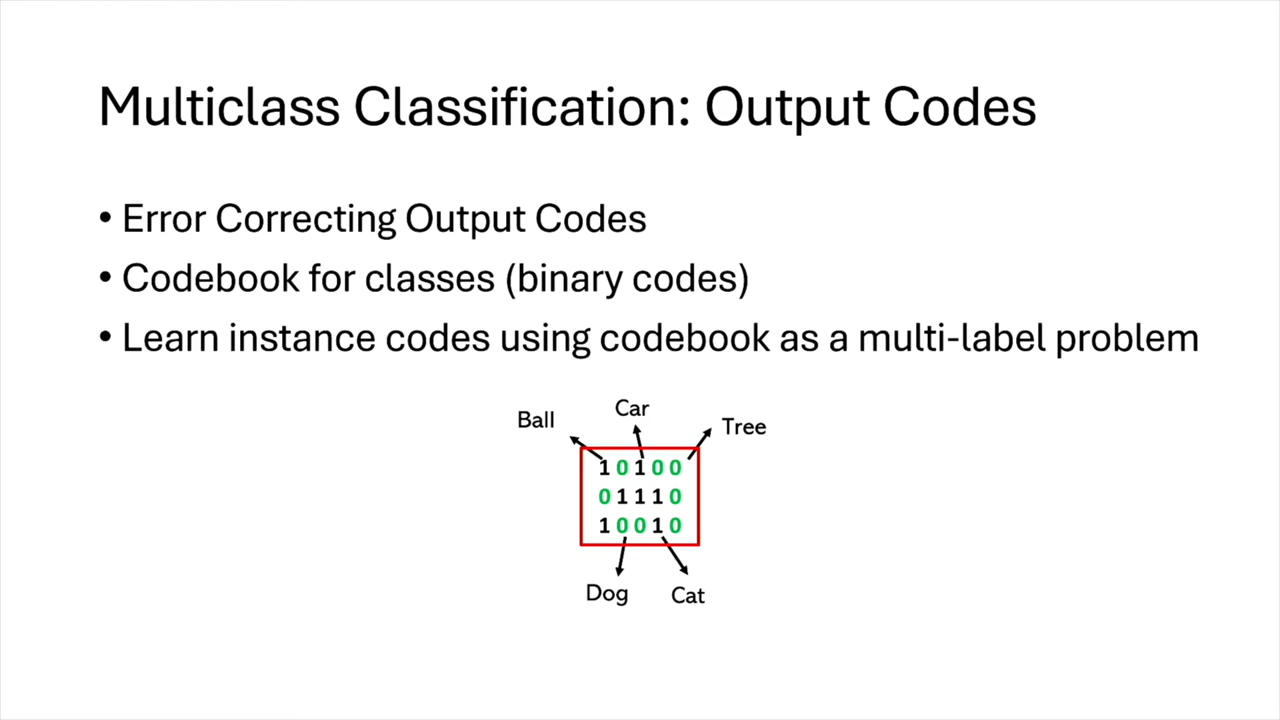 Multiclass Classification: Output Codes
• Error Correcting Output Codes
• Codebook for classes (binary codes)
• Learn instance codes using codebook as a multi-label problem
Ball Car Tree
1 0 1 0 0
0 1 1 1 0
1 0 0 1 0
Dog Cat